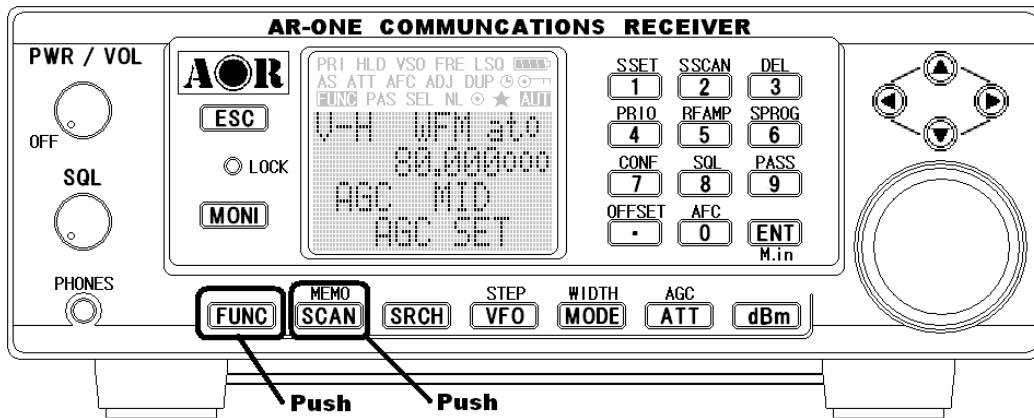 AR-ONE COMMUNCATIONS RECEIVER
PWR / VOL
OFF
SQL
PHONES
AOR
ESC
LOCK
MONI
PRI HLD VSO FRE LSQ
AS ATT AFC ADJ DUP
FUNC PAS SEL NL AUT
V-H WFM ato
80.000000
AGC MID
AGC SET
SSET SSCAN DEL
1 2 3
PRIO RFAMP SPROG
4 5 6
CONF SQL PASS
7 8 9
OFFSET AFC
. 0 ENT
M.in
MEMO STEP WIDTH AGC
FUNC SCAN SRCH VFO MODE ATT dBm
Push Push